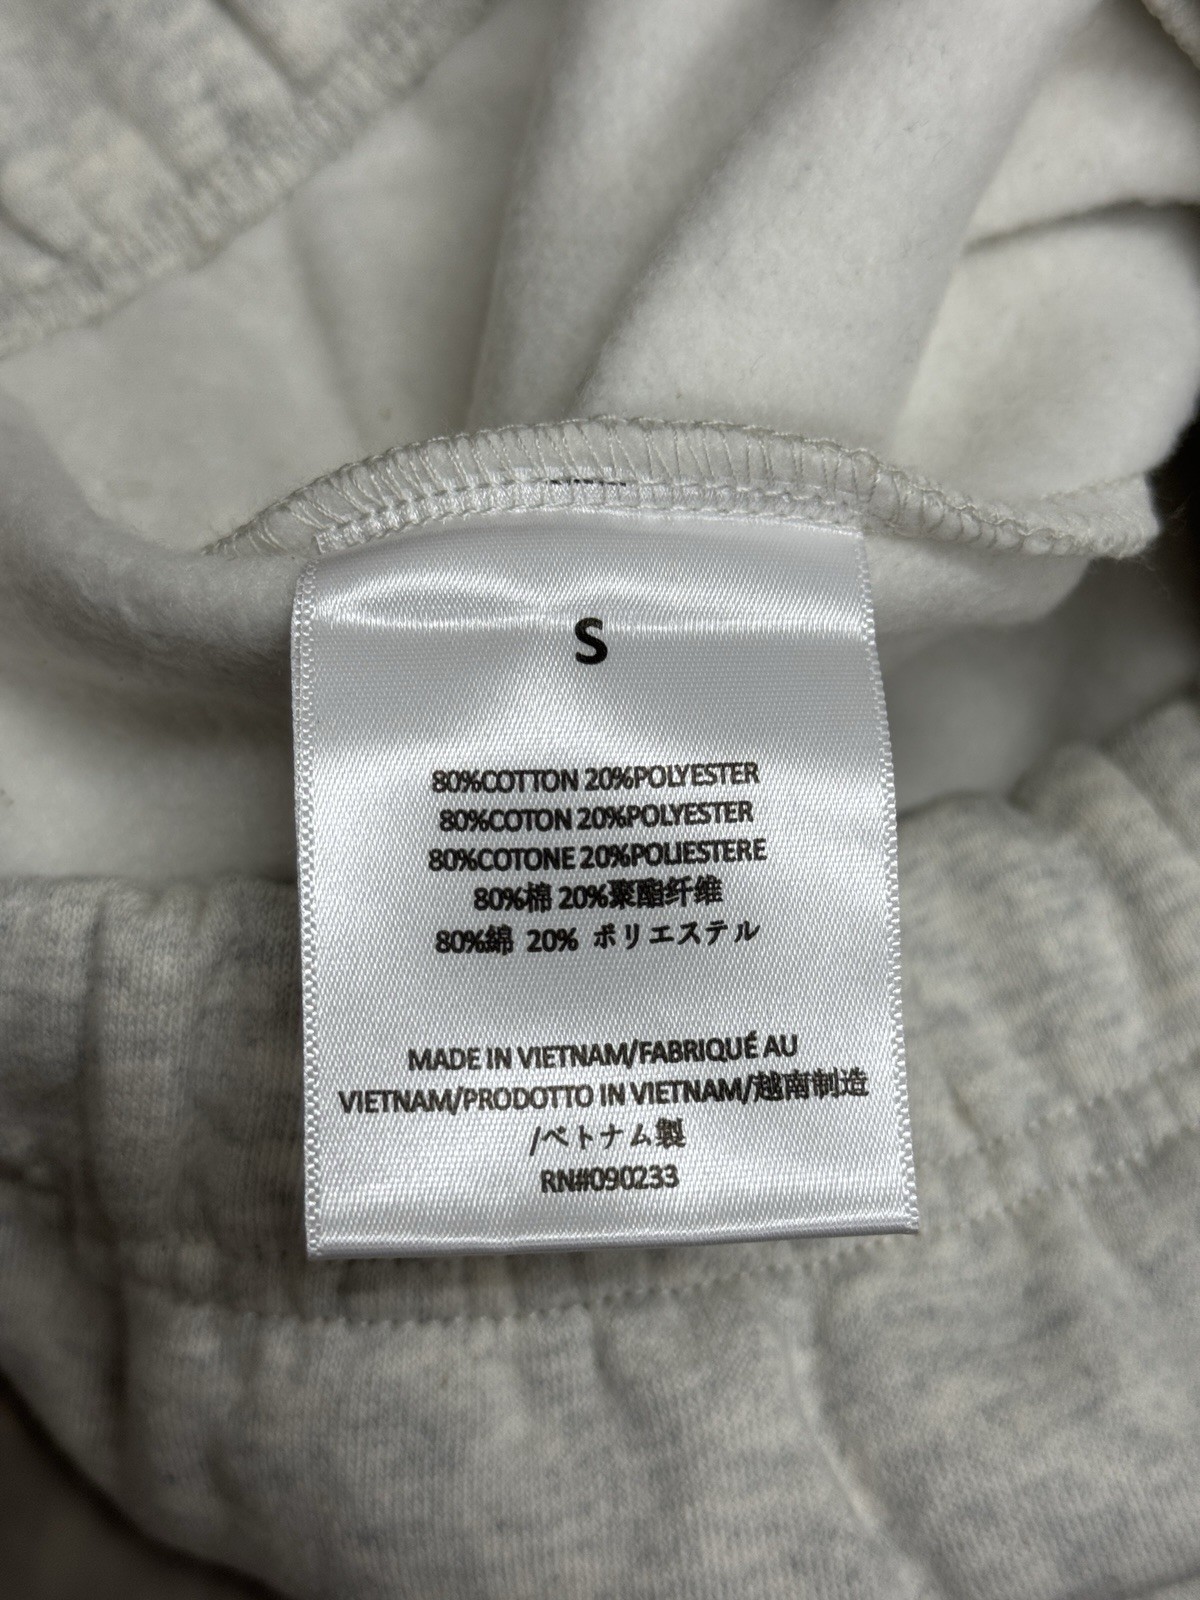 S
80%COTTON 20%POLYESTER
80%COTON 20%POLYESTER
80%COTONE 20%POLIESTERE
80%棉 20%聚酯纤维
80%綿 20% ポリエステル
MADE IN VIETNAM/FABRIQUÉ AU
VIETNAM/PRODOTTO IN VIETNAM/越南制造
/ベトナム製
RN#090233